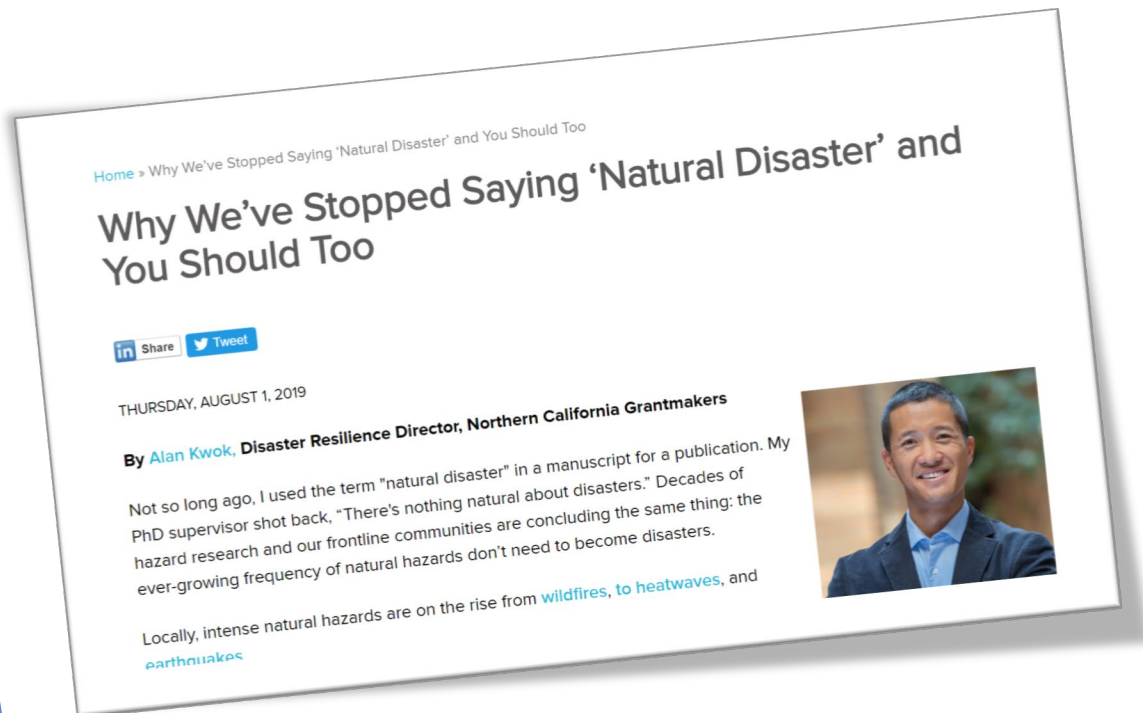 Home » Why We've Stopped Saying 'Natural Disaster' and You Should Too
Why We've Stopped Saying ‘Natural Disaster’ and
You Should Too
in Share Tweet
THURSDAY, AUGUST 1, 2019
By Alan Kwok, Disaster Resilience Director, Northern California Grantmakers
Not so long ago, I used the term "natural disaster" in a manuscript for a publication. My
PhD supervisor shot back, “There's nothing natural about disasters.” Decades of
hazard research and our frontline communities are concluding the same thing: the
ever-growing frequency of natural hazards don't need to become disasters.
Locally, intense natural hazards are on the rise from wildfires, to heatwaves, and
earthquakes